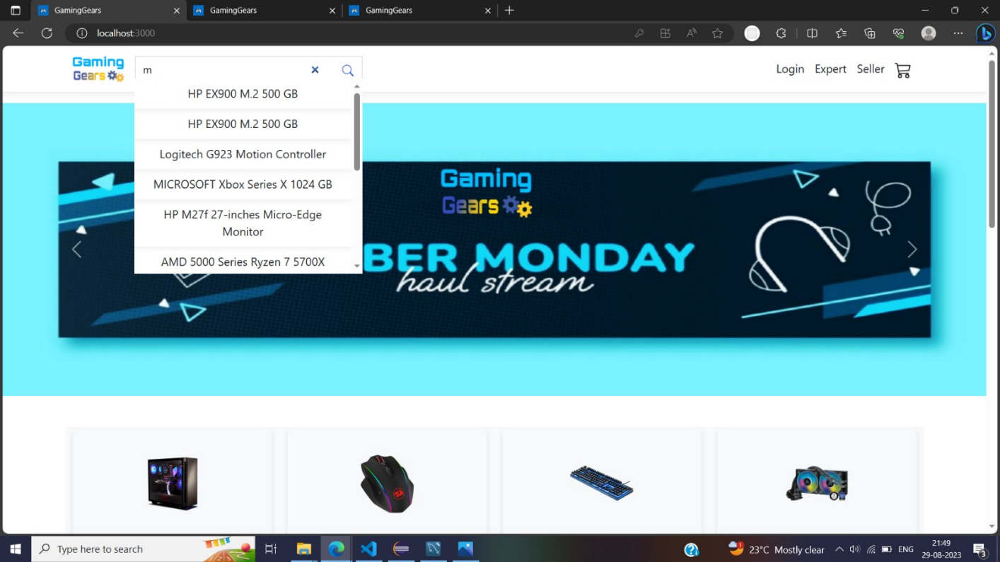 GamingGears
GamingGears
GamingGears
localhost:3000
Gaming
Gears
m
Login Expert Seller
HP EX900 M.2 500 GB
HP EX900 M.2 500 GB
Logitech G923 Motion Controller
MICROSOFT Xbox Series X 1024 GB
HP M27f 27-inches Micro-Edge
Monitor
AMD 5000 Series Ryzen 7 5700X
Gaming
Gears
BER MONDAY
haul stream
Type here to search
23°C Mostly clear
ENG
21:49
29-08-2023
3